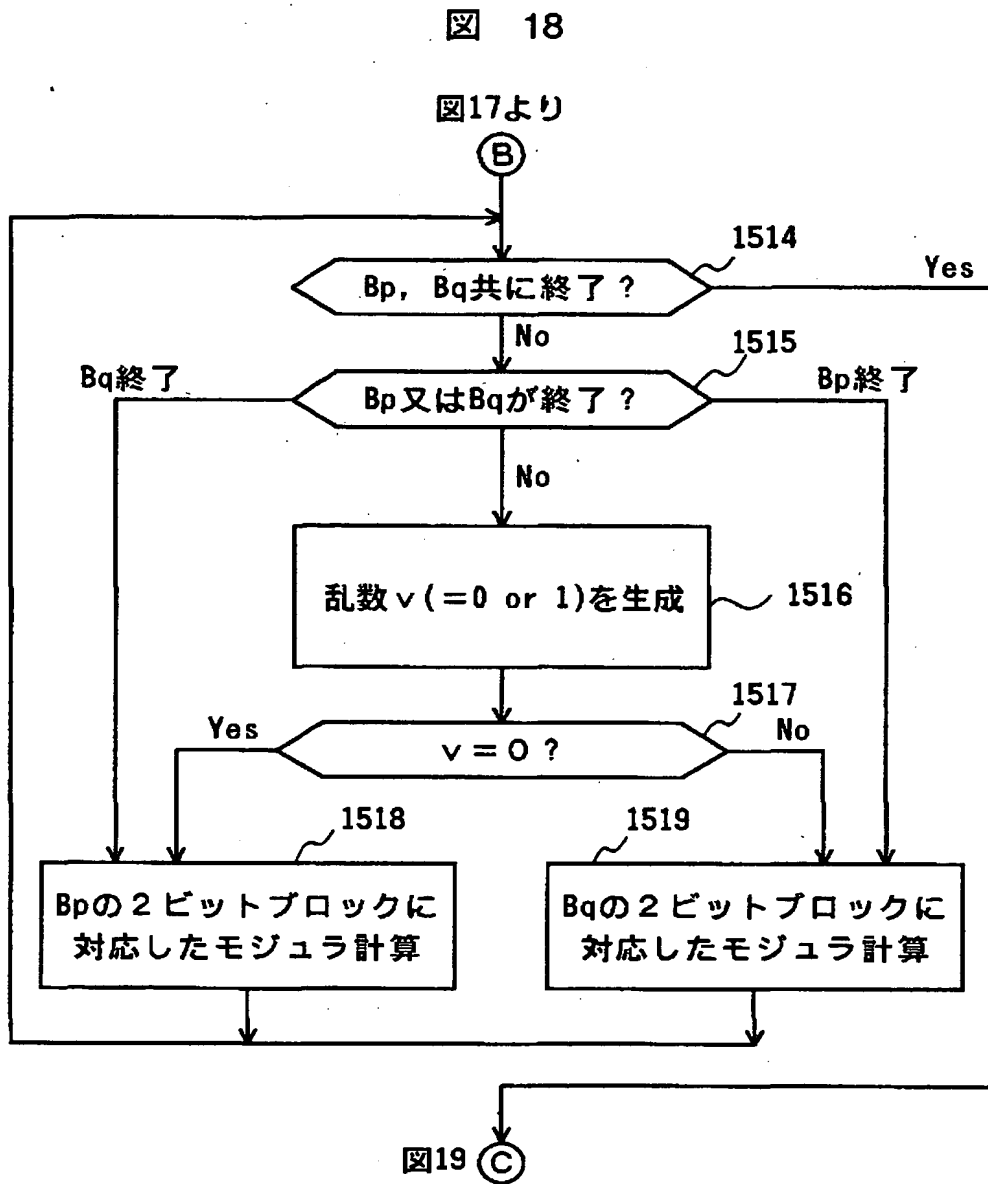 図 18
図17より
B
1514
Bp, Bq共に終了?
Yes
No
1515
Bq終了
Bp又はBqが終了?
Bp終了
No
乱数v(=0 or 1)を生成
1516
1517
Yes
v=0?
No
1518
1519
Bpの2ビットブロックに
対応したモジュラ計算
Bqの2ビットブロックに
対応したモジュラ計算
図19
C